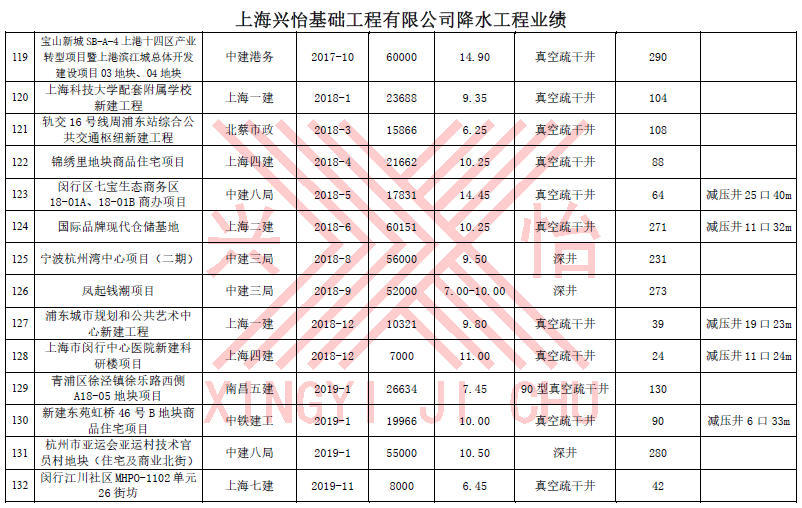 上海兴怡基础工程有限公司降水工程业绩
119 宝山新城 SB-A-4 上港十四区产业转型项目暨上港滨江城总体开发建设项目 03 地块、04 地块 中建港务 2017-10 60000 14.90 真空疏干井 290
120 上海科技大学配套附属学校新建工程 上海一建 2018-1 23688 9.35 真空疏干井 104
121 轨交 16 号线周浦东站综合公共交通枢纽新建工程 北蔡市政 2018-3 15866 6.25 真空疏干井 108
122 锦绣里地块商品住宅项目 上海四建 2018-4 21662 10.25 真空疏干井 88
123 闵行区七宝生态商务区 18-01A、18-01B 商办项目 中建八局 2018-5 17831 14.45 真空疏干井 64 减压井 25 口 40m
124 国际品牌现代仓储基地 上海二建 2018-6 60151 10.25 真空疏干井 271 减压井 11 口 32m
125 宁波杭州湾中心项目（二期） 中建三局 2018-8 56000 9.50 深井 231
126 凤起钱潮项目 中建三局 2018-9 52000 7.00-10.00 深井 273
127 浦东城市规划和公共艺术中心新建工程 上海一建 2018-12 10321 9.80 真空疏干井 39 减压井 19 口 23m
128 上海市闵行中心医院新建科研楼项目 上海四建 2018-12 7000 11.00 真空疏干井 24 减压井 11 口 24m
129 青浦区徐泾镇徐乐路西侧 A18-05 地块项目 南昌五建 2019-1 26634 7.45 90 型真空疏干井 130
130 新建东苑虹桥 46 号 B 地块商品住宅项目 中铁建工 2019-1 19966 10.00 真空疏干井 90 减压井 6 口 33m
131 杭州市亚运会亚运村技术官员村地块（住宅及商业北街） 中建八局 2019-1 55000 10.50 深井 280
132 闵行江川社区 MHPO-1102 单元 26 街坊 上海七建 2019-11 8000 6.45 真空疏干井 42
兴怡
XINGYI JI CHU